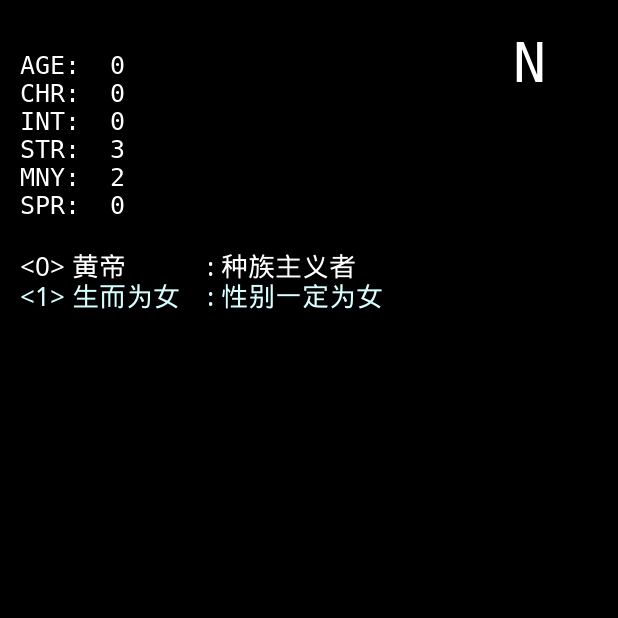 N
AGE: 0
CHR: 0
INT: 0
STR: 3
MNY: 2
SPR: 0
<0> 黄帝 : 种族主义者
<1> 生而为女 : 性别一定为女